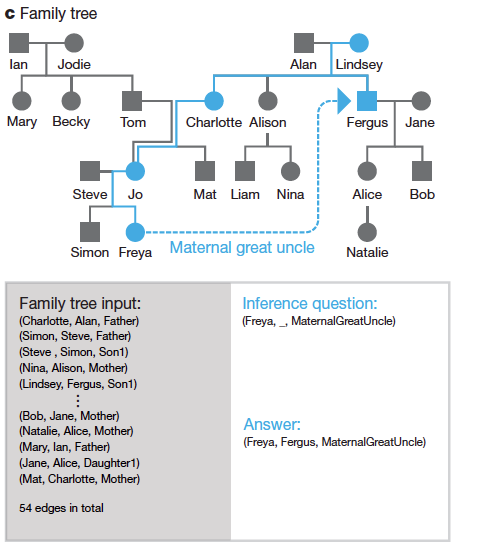 c Family tree
Ian Jodie Alan Lindsey
Mary Becky Tom Charlotte Alison Fergus Jane
Steve Jo Mat Liam Nina Alice Bob
Simon Freya Maternal great uncle Natalie
Family tree input:
(Charlotte, Alan, Father)
(Simon, Steve, Father)
(Steve , Simon, Son1)
(Nina, Alison, Mother)
(Lindsey, Fergus, Son1)
⋮
(Bob, Jane, Mother)
(Natalie, Alice, Mother)
(Mary, Ian, Father)
(Jane, Alice, Daughter1)
(Mat, Charlotte, Mother)
54 edges in total
Inference question:
(Freya, _, MaternalGreatUncle)
Answer:
(Freya, Fergus, MaternalGreatUncle)